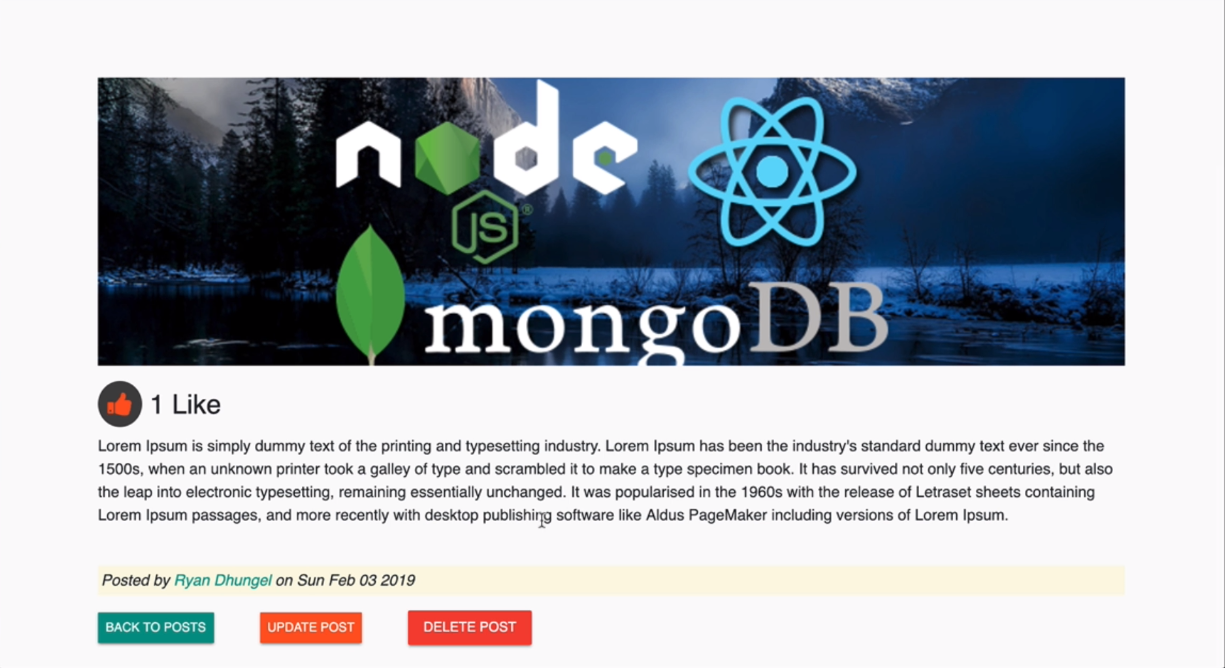 node
JS®
mongoDB
1 Like
Lorem Ipsum is simply dummy text of the printing and typesetting industry. Lorem Ipsum has been the industry's standard dummy text ever since the
1500s, when an unknown printer took a galley of type and scrambled it to make a type specimen book. It has survived not only five centuries, but also
the leap into electronic typesetting, remaining essentially unchanged. It was popularised in the 1960s with the release of Letraset sheets containing
Lorem Ipsum passages, and more recently with desktop publishing software like Aldus PageMaker including versions of Lorem Ipsum.
Posted by Ryan Dhungel on Sun Feb 03 2019
BACK TO POSTS UPDATE POST DELETE POST